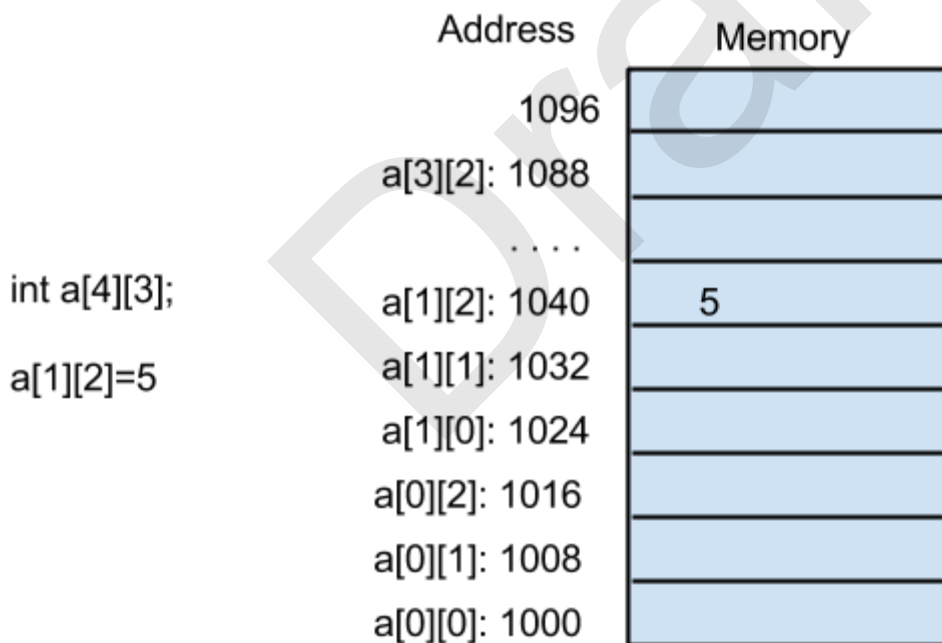 Address Memory
1096
a[3][2]: 1088
. . . .
int a[4][3];
a[1][2]: 1040 5
a[1][1]: 1032
a[1][2]=5
a[1][0]: 1024
a[0][2]: 1016
a[0][1]: 1008
a[0][0]: 1000